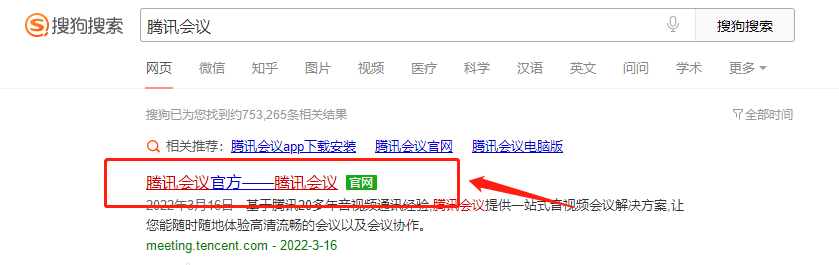 搜狗搜索 腾讯会议 搜狗搜索
网页 微信 知乎 图片 视频 医疗 科学 汉语 英文 问问 学术 更多
搜狗已为您找到约753,265条相关结果 全部时间
相关推荐: 腾讯会议app下载安装 腾讯会议官网 腾讯会议电脑版
腾讯会议官方——腾讯会议 官网
2022年3月16日 - 基于腾讯20多年音视频通讯经验,腾讯会议提供一站式音视频会议解决方案,让
您能随时随地体验高清流畅的会议以及会议协作。
meeting.tencent.com - 2022-3-16